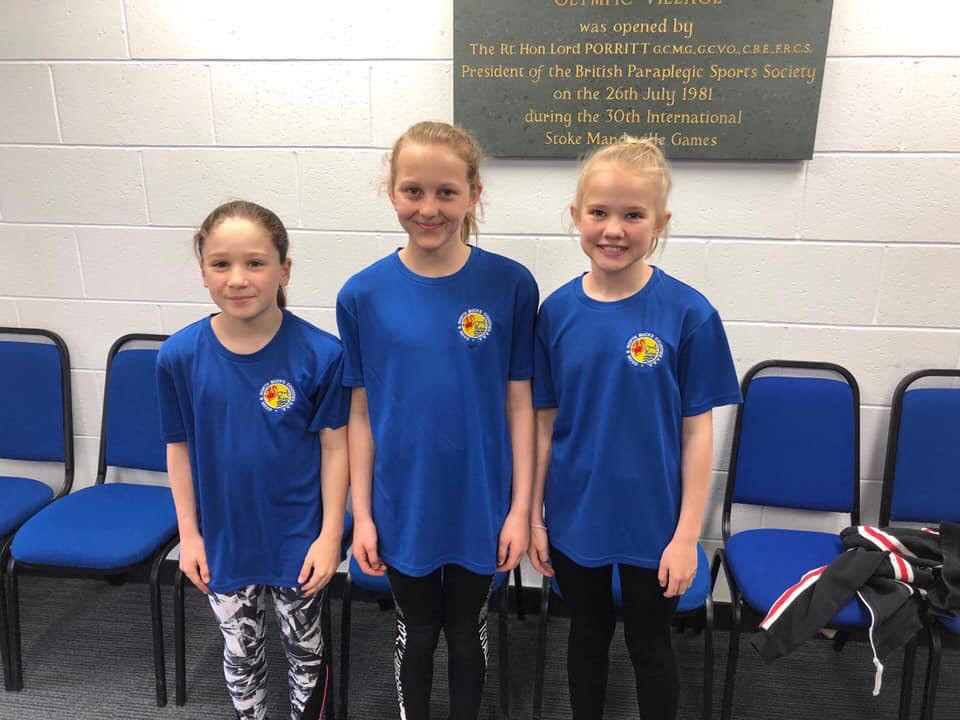 OLYMPIC VILLAGE
was opened by
The Rt. Hon. Lord PORRITT G.C.M.G., G.C.V.O., C.B.E., F.R.C.S.
President of the British Paraplegic Sports Society
on the 26th July 1981
during the 30th International
Stoke Mandeville Games